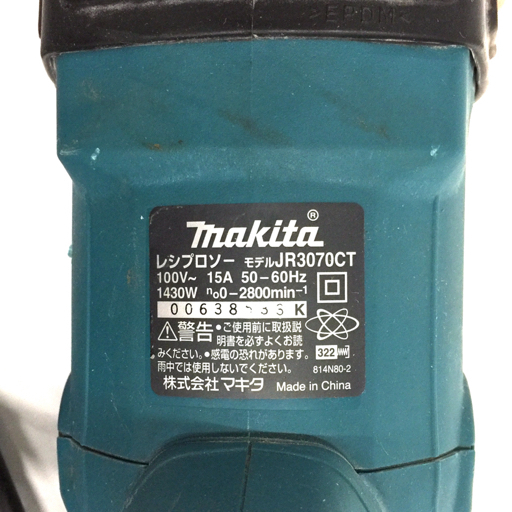 >EPDM<
makita®
レシプロソー モデルJR3070CT
100V～ 15A 50-60Hz
1430W n₀0-2800min⁻¹
K
警告 ●ご使用前に取扱説
明書を必ずよくお読
みください。●感電の恐れがあります。
雨中では使用しないでください。
322
814N80-2
株式会社マキタ Made in China